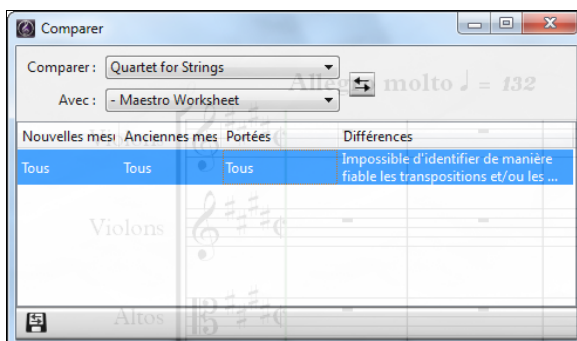 Comparer
Comparer : Quartet for Strings
Avec : - Maestro Worksheet
Allegro molto ♩ = 132
Nouvelles mesı Anciennes mes Portées Différences
Tous Tous Tous Impossible d'identifier de manière
fiable les transpositions et/ou les ...
Violons
Altos